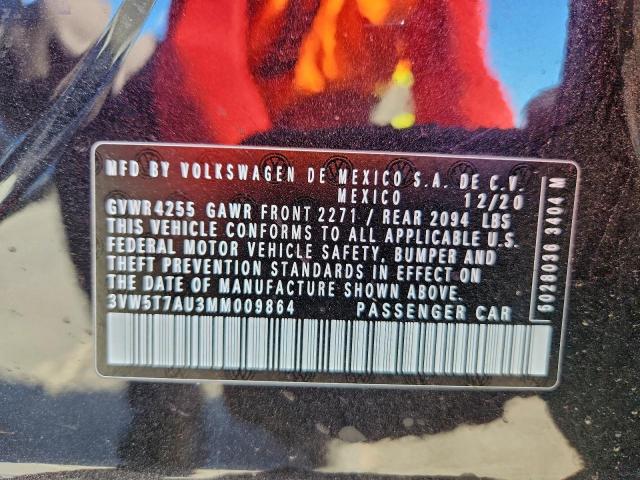 MFD BY VOLKSWAGEN DE MEXICO S.A. DE C.V.
MEXICO 12/20
GVWR 4255 GAWR FRONT 2271 / REAR 2094 LBS
THIS VEHICLE CONFORMS TO ALL APPLICABLE U.S.
FEDERAL MOTOR VEHICLE SAFETY, BUMPER AND
THEFT PREVENTION STANDARDS IN EFFECT ON
THE DATE OF MANUFACTURE SHOWN ABOVE.
3VW5T7AU3MM009864 PASSENGER CAR
5026036 3404 M